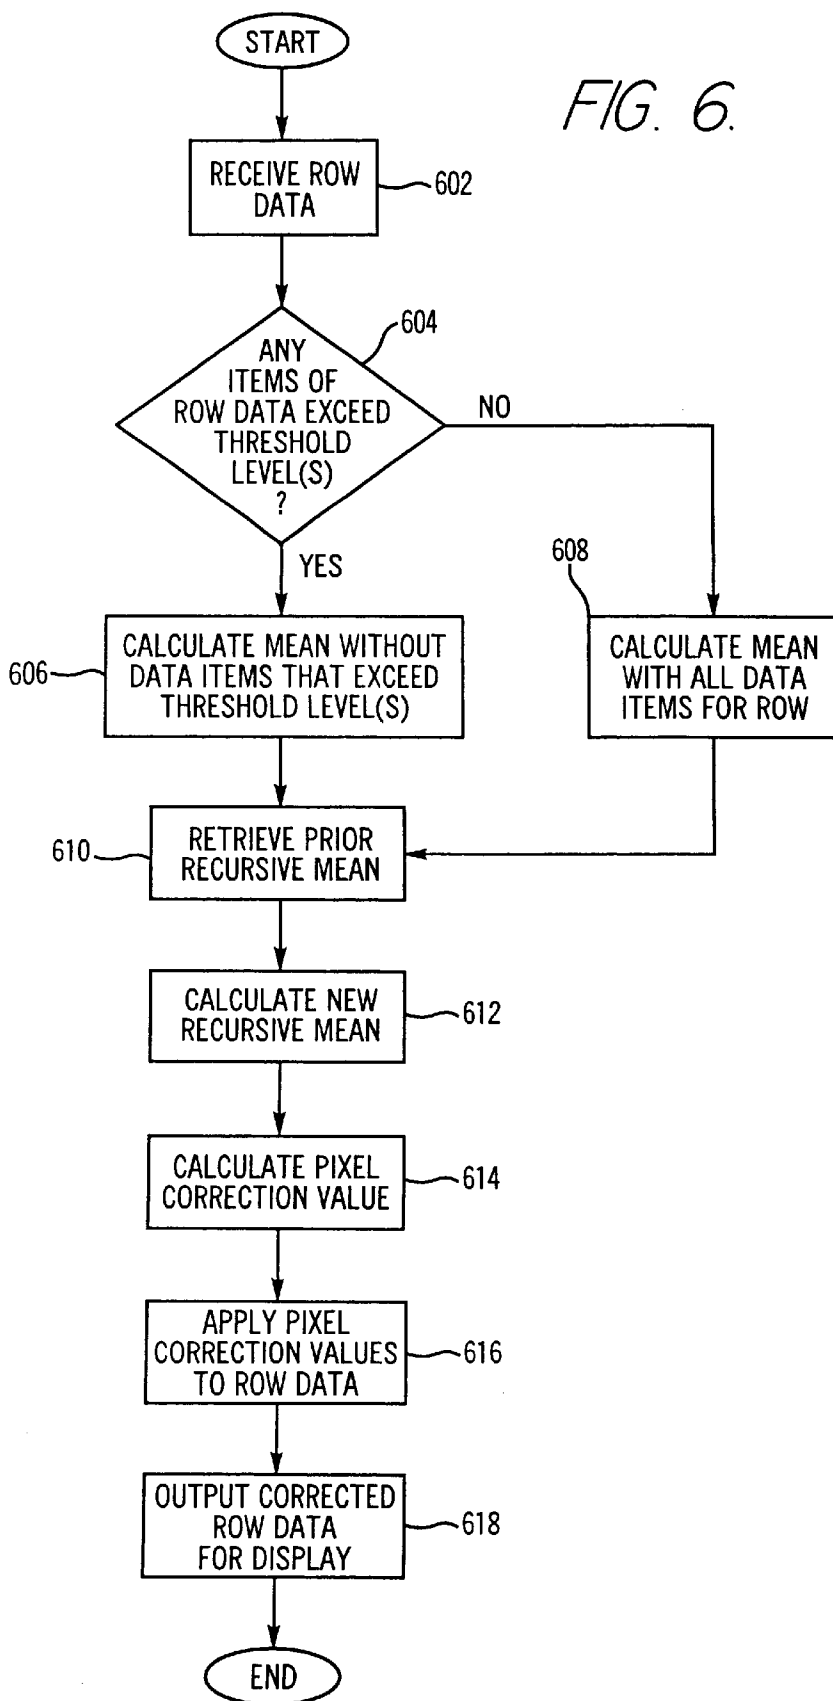 START
FIG. 6.
RECEIVE ROW
DATA
602
604
ANY
ITEMS OF
ROW DATA EXCEED
THRESHOLD
LEVEL(S)
?
NO
YES
608
606
CALCULATE MEAN WITHOUT
DATA ITEMS THAT EXCEED
THRESHOLD LEVEL(S)
CALCULATE MEAN
WITH ALL DATA
ITEMS FOR ROW
610
RETRIEVE PRIOR
RECURSIVE MEAN
CALCULATE NEW
RECURSIVE MEAN
612
CALCULATE PIXEL
CORRECTION VALUE
614
APPLY PIXEL
CORRECTION VALUES
TO ROW DATA
616
OUTPUT CORRECTED
ROW DATA
FOR DISPLAY
618
END